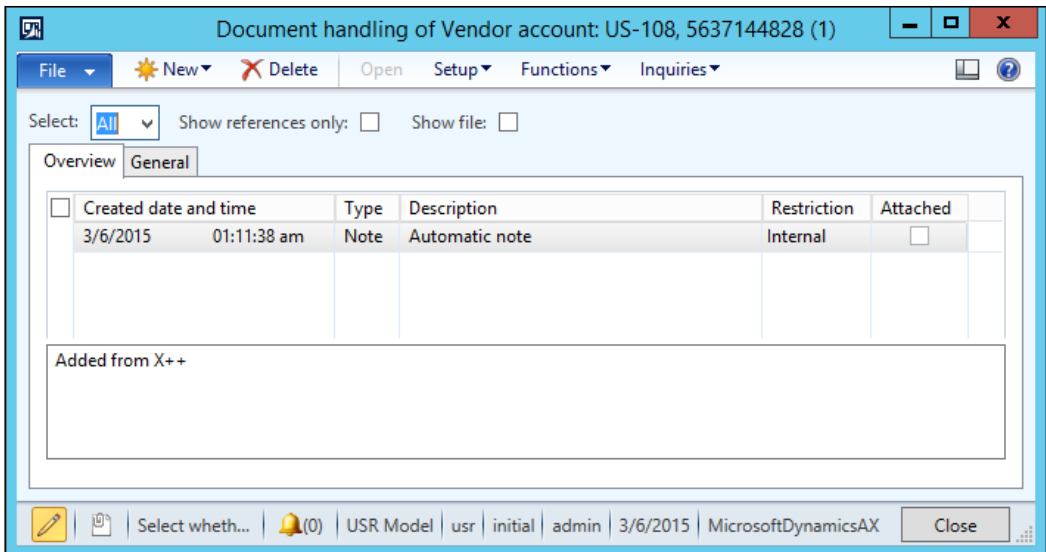 Document handling of Vendor account: US-108, 5637144828 (1)
File New Delete Open Setup Functions Inquiries
Select: All Show references only: Show file:
Overview General
Created date and time Type Description Restriction Attached
3/6/2015 01:11:38 am Note Automatic note Internal
Added from X++
Select wheth... (0) USR Model usr initial admin 3/6/2015 MicrosoftDynamicsAX Close